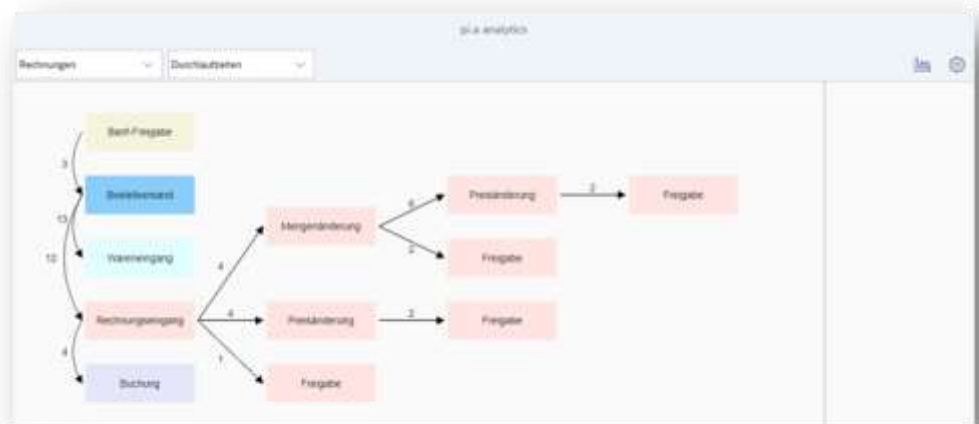 pi.a analytics
Rechnungen
Durchlaufzeiten
Banf-Freigabe
3
Bestellversand
Preisänderung
2
Freigabe
6
13
Mengenänderung
2
12
Wareneingang
Freigabe
4
Rechnungseingang
4
Preisänderung
2
Freigabe
4
1
Buchung
Freigabe